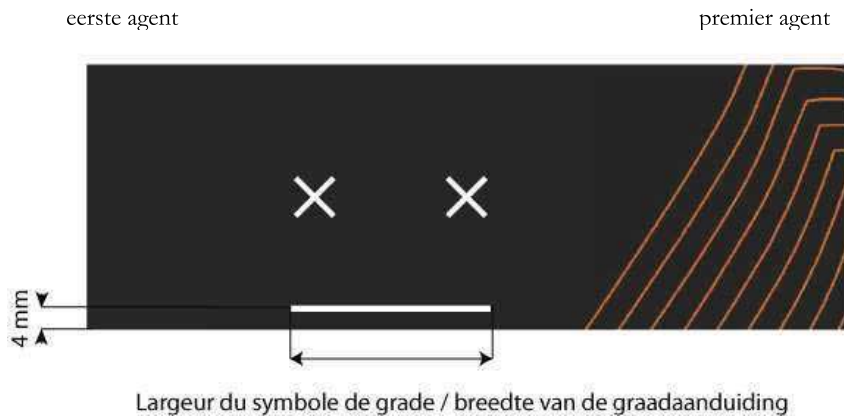 eerste agent premier agent
4 mm
Largeur du symbole de grade / breedte van de graadaanduiding